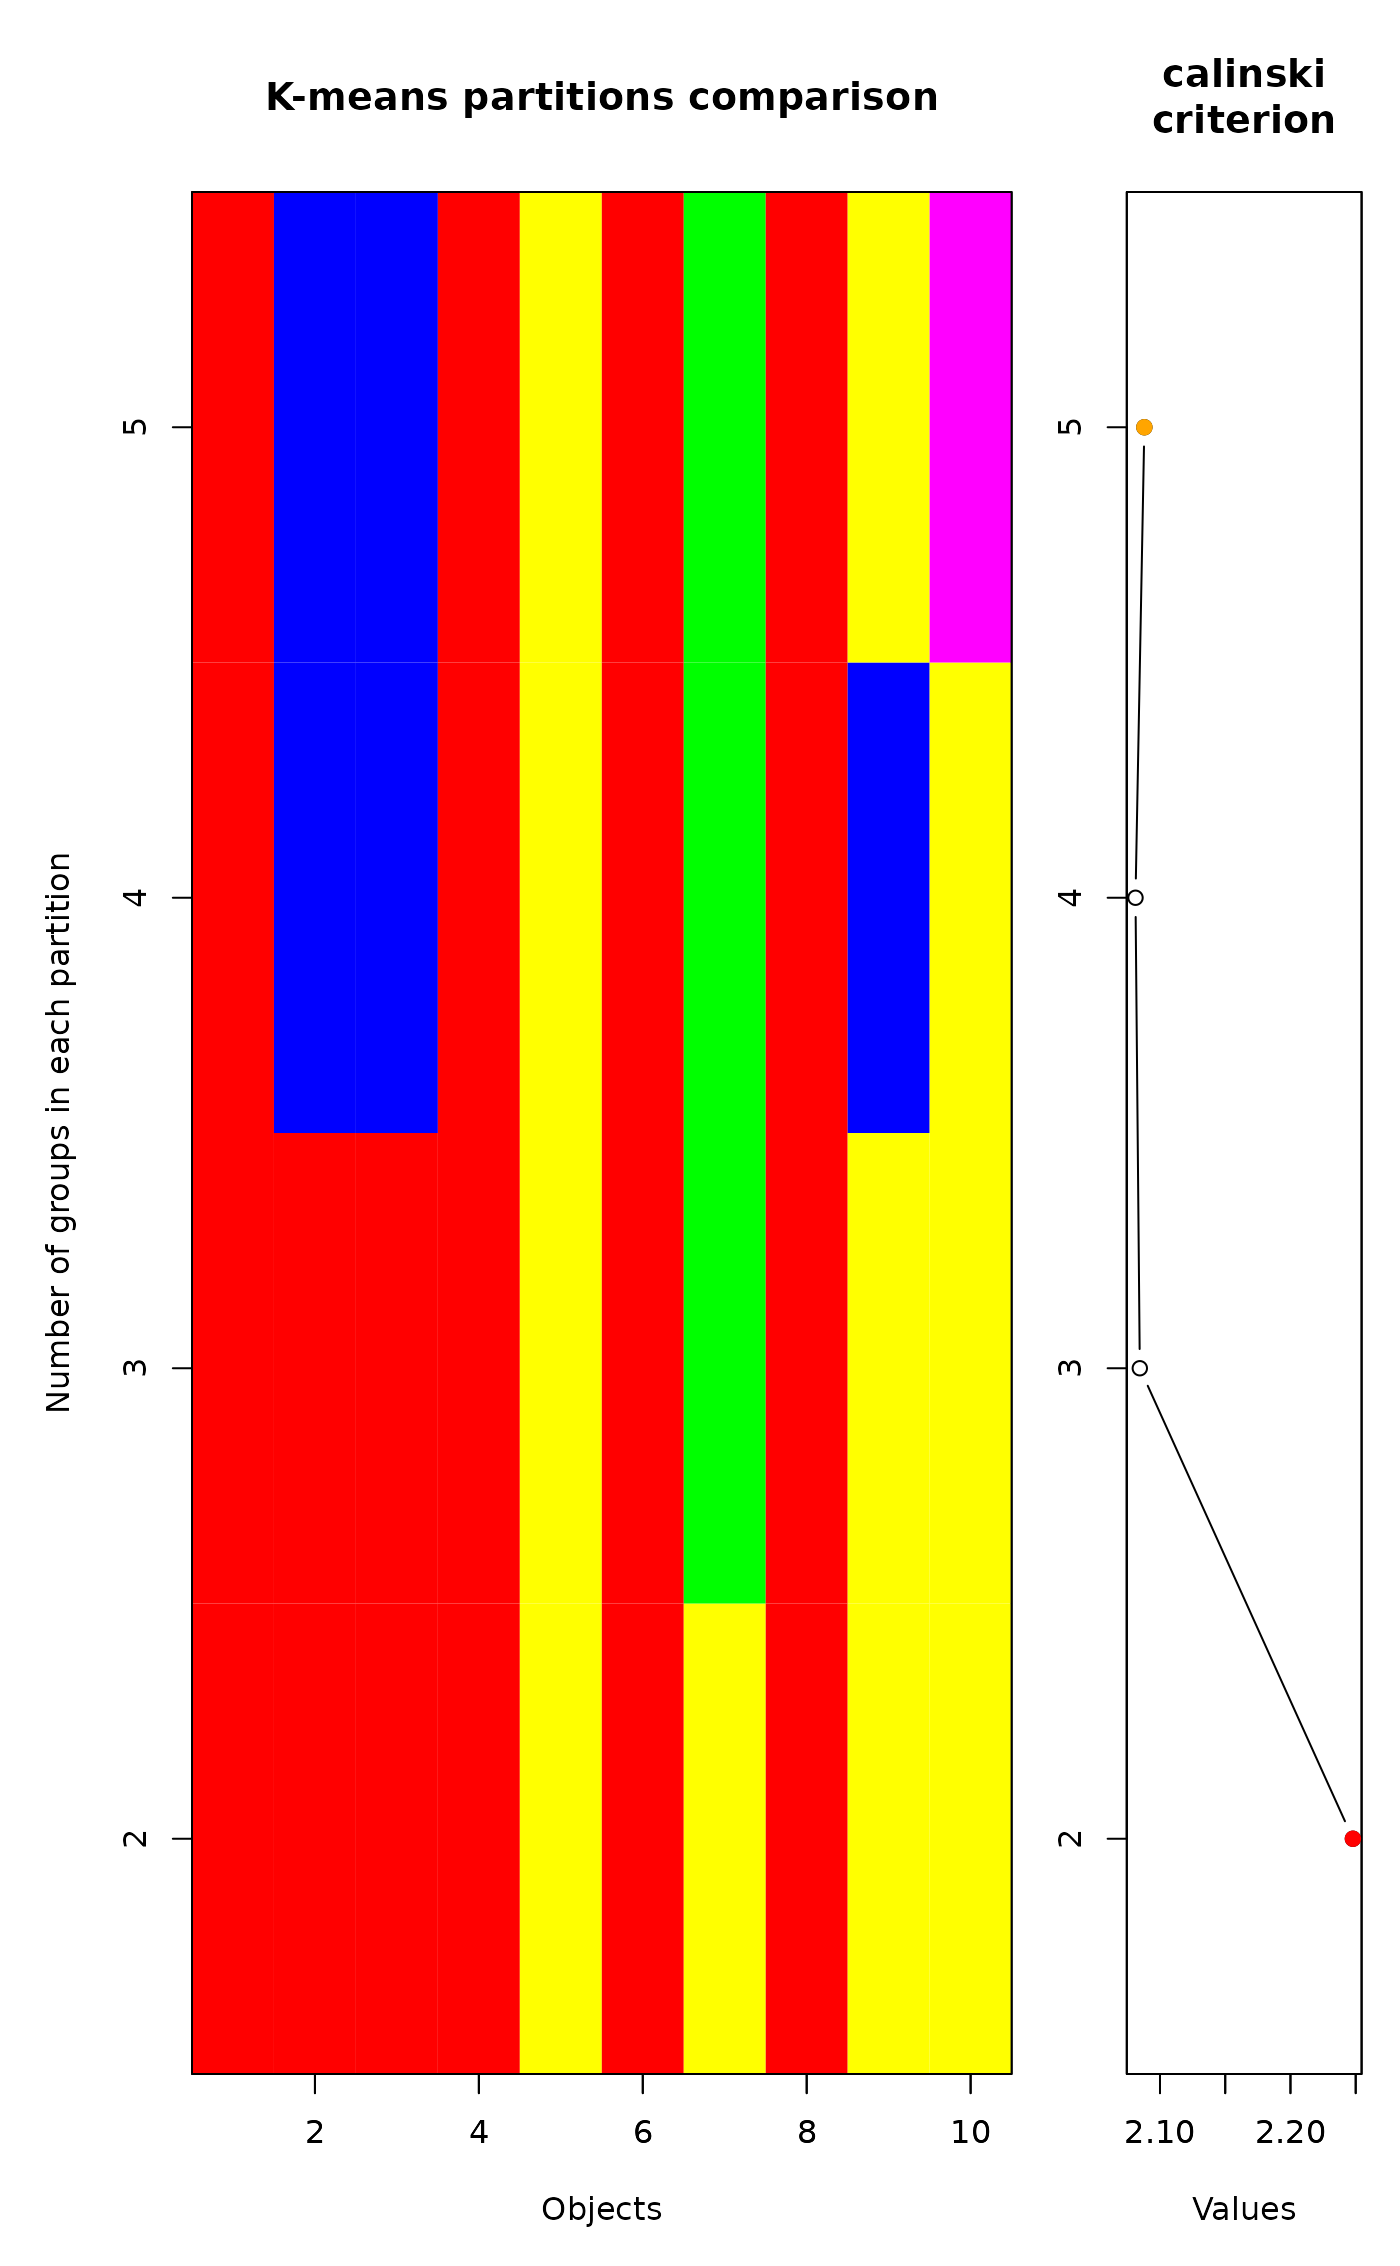 K-means partitions comparison
calinski
criterion
Number of groups in each partition
5
4
3
2
2 4 6 8 10
Objects
5
4
3
2
2.10 2.20
Values